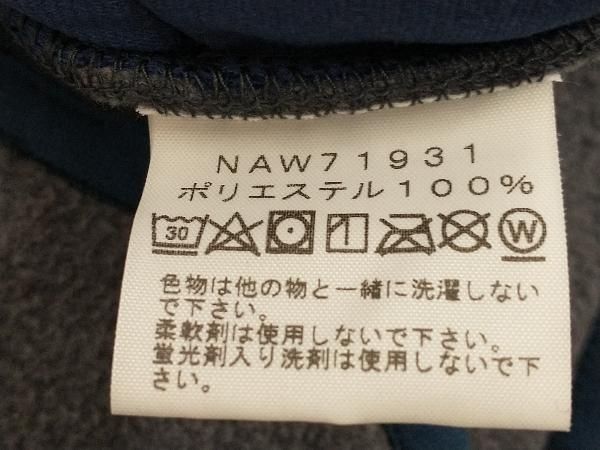 NAW71931
ポリエステル100%
30 W
色物は他の物と一緒に洗濯しない
で下さい。
柔軟剤は使用しないで下さい。
蛍光剤入り洗剤は使用しないで下
さい。